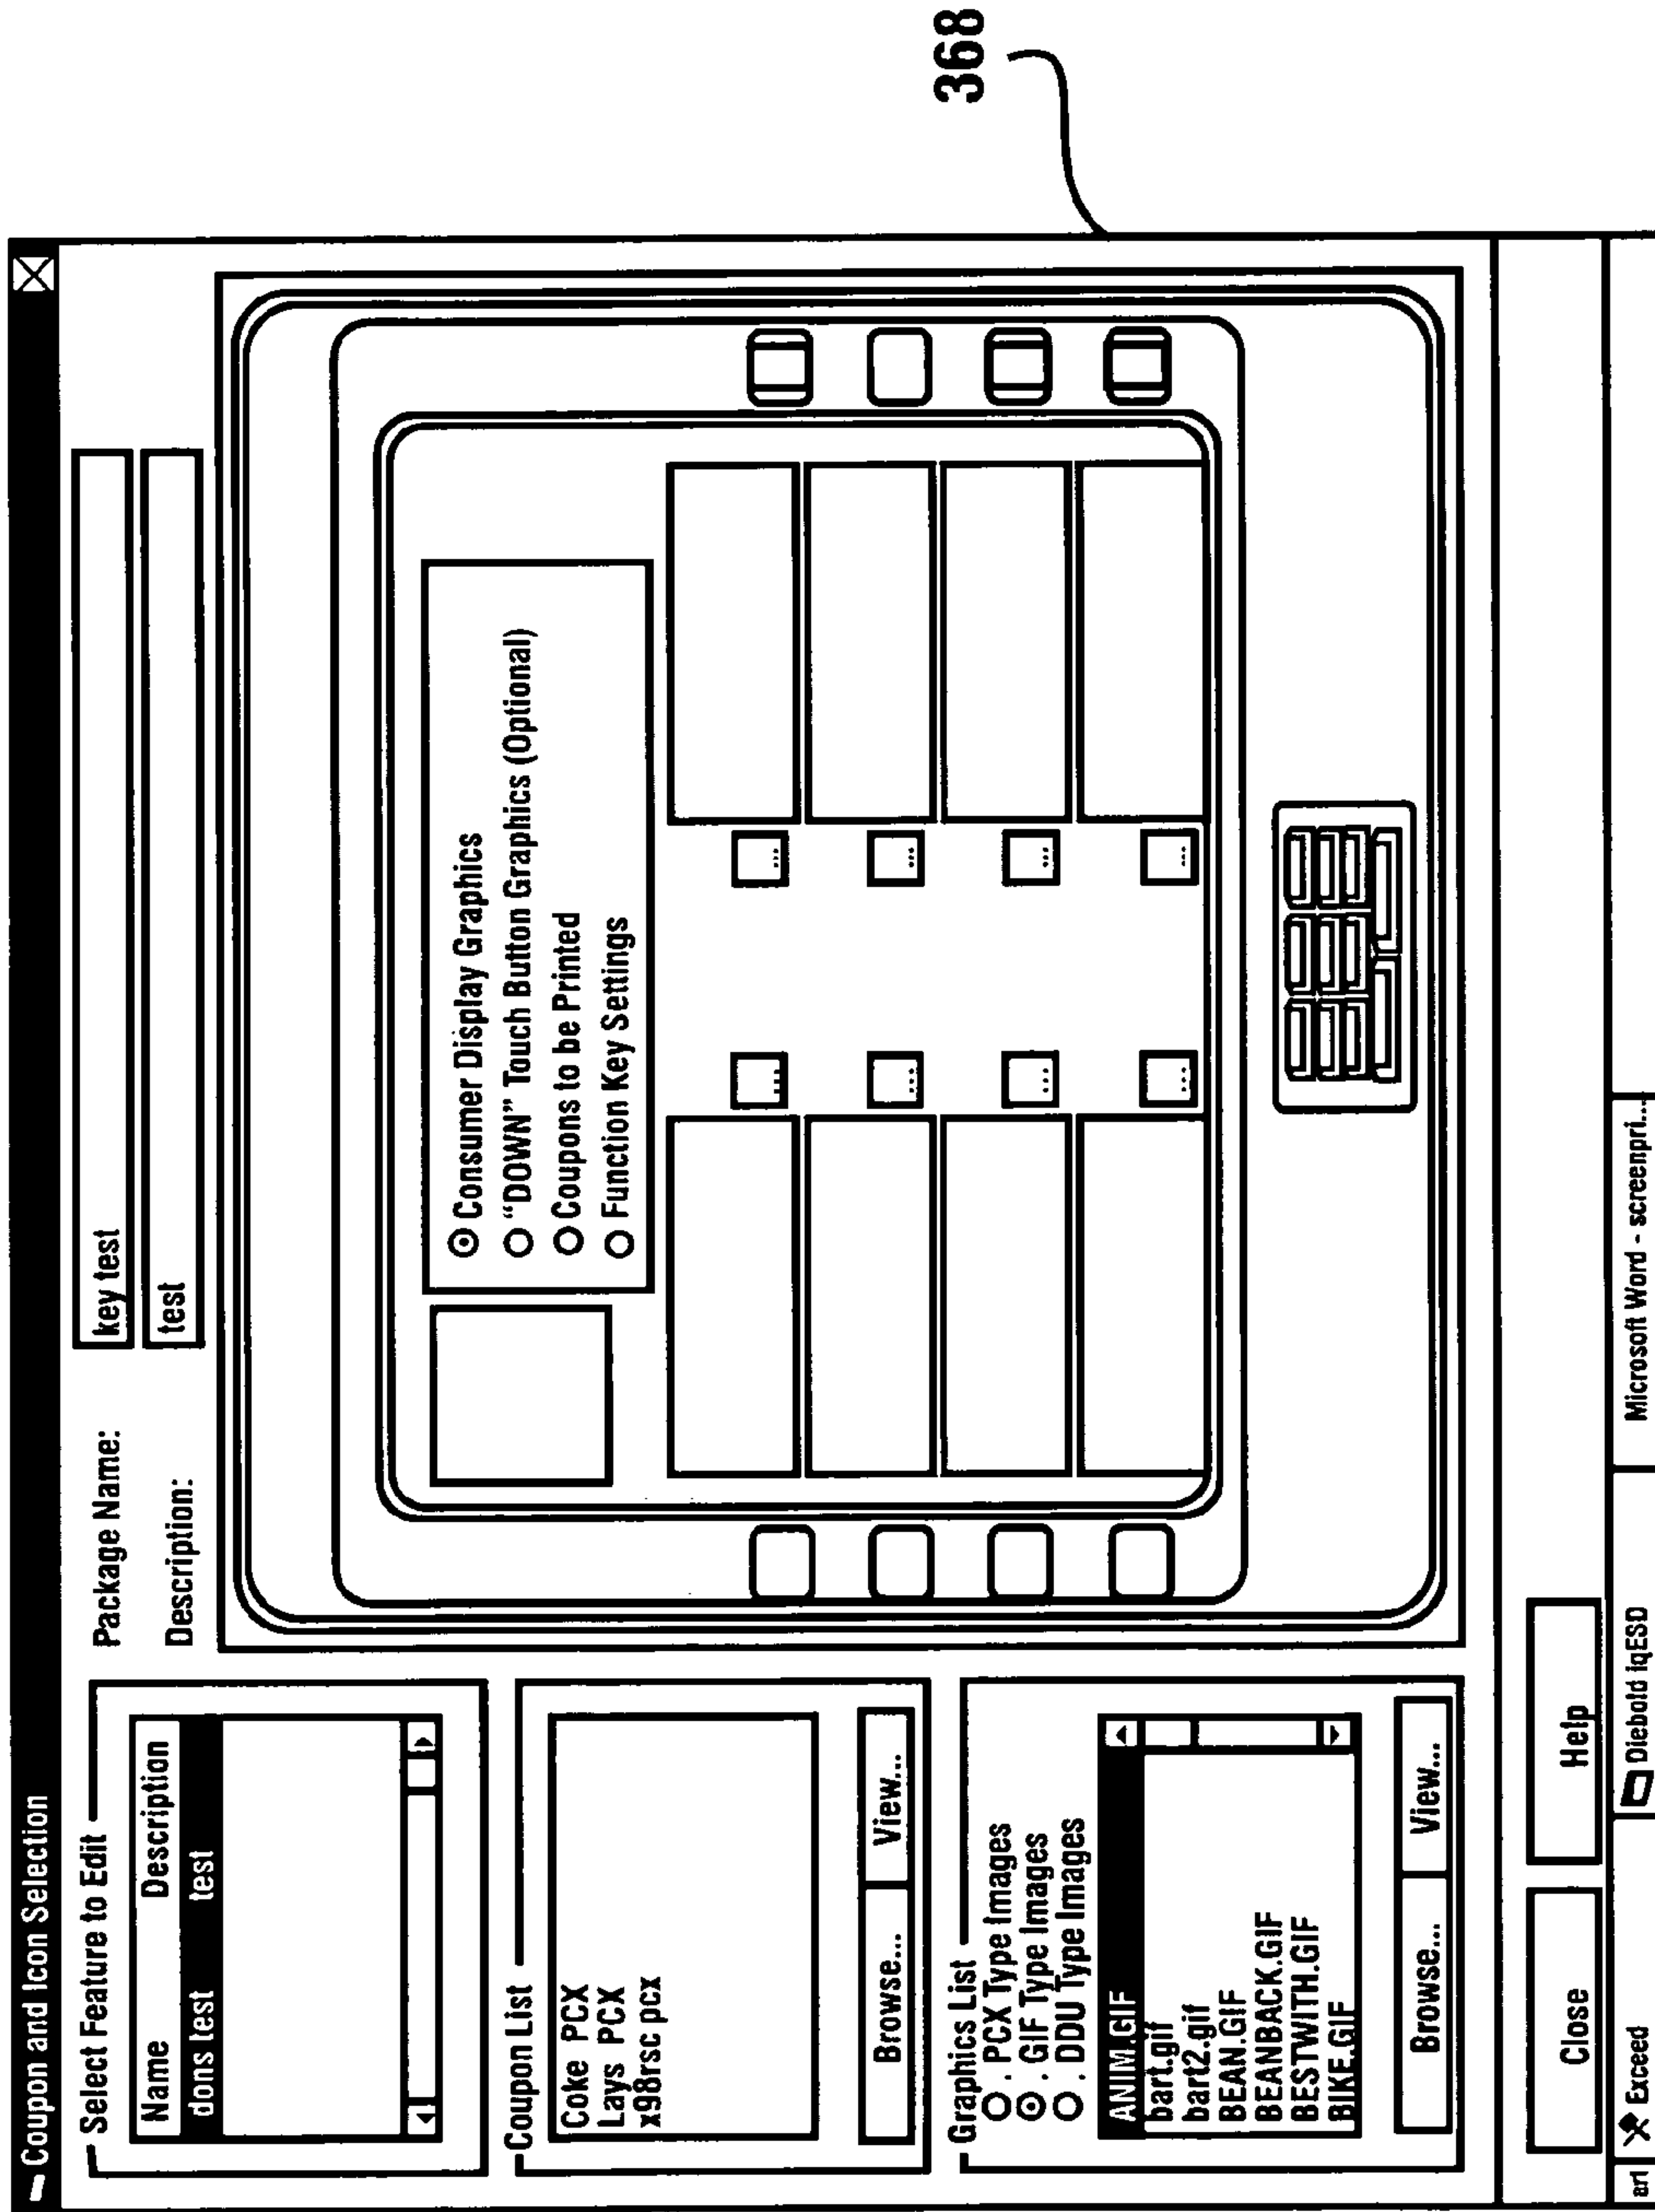 Coupon and Icon Selection
Select Feature to Edit
Name Description
dons test test
Coupon List
Coke PCX
Lays PCX
x98rsc pcx
Browse... View...
Graphics List
. PCX Type Images
. GIF Type Images
. DDU Type Images
ANIM.GIF
bart.gif
bart2.gif
BEAN.GIF
BEANBACK.GIF
BESTWITH.GIF
BIKE.GIF
Browse... View...
Package Name: key test
Description: test
Consumer Display Graphics
"DOWN" Touch Button Graphics (Optional)
Coupons to be Printed
Function Key Settings
...
...
...
...
...
...
...
...
Close Help
art Exceed Diebold iqESD Microsoft Word - screenpri...
368